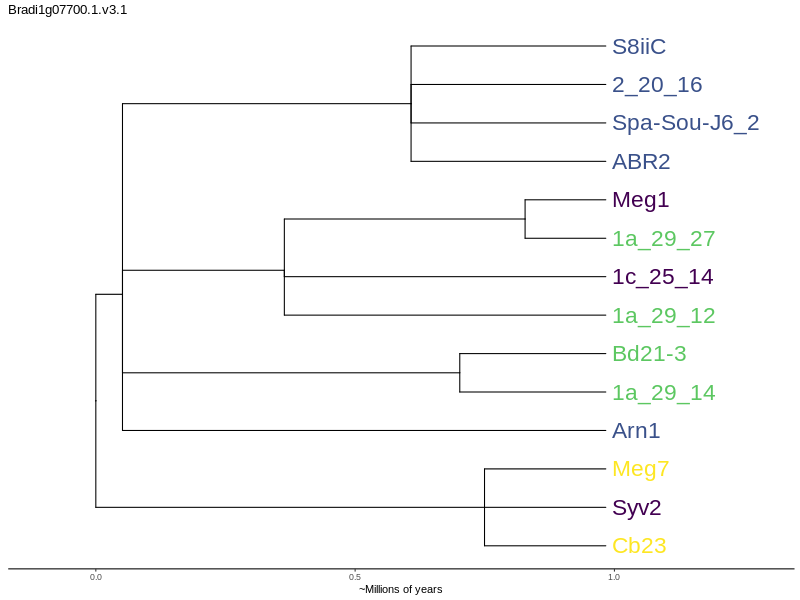 Bradi1g07700.1.v3.1
S8iiC
2_20_16
Spa-Sou-J6_2
ABR2
Meg1
1a_29_27
1c_25_14
1a_29_12
Bd21-3
1a_29_14
Arn1
Meg7
Syv2
Cb23
0.0 0.5 1.0
~Millions of years